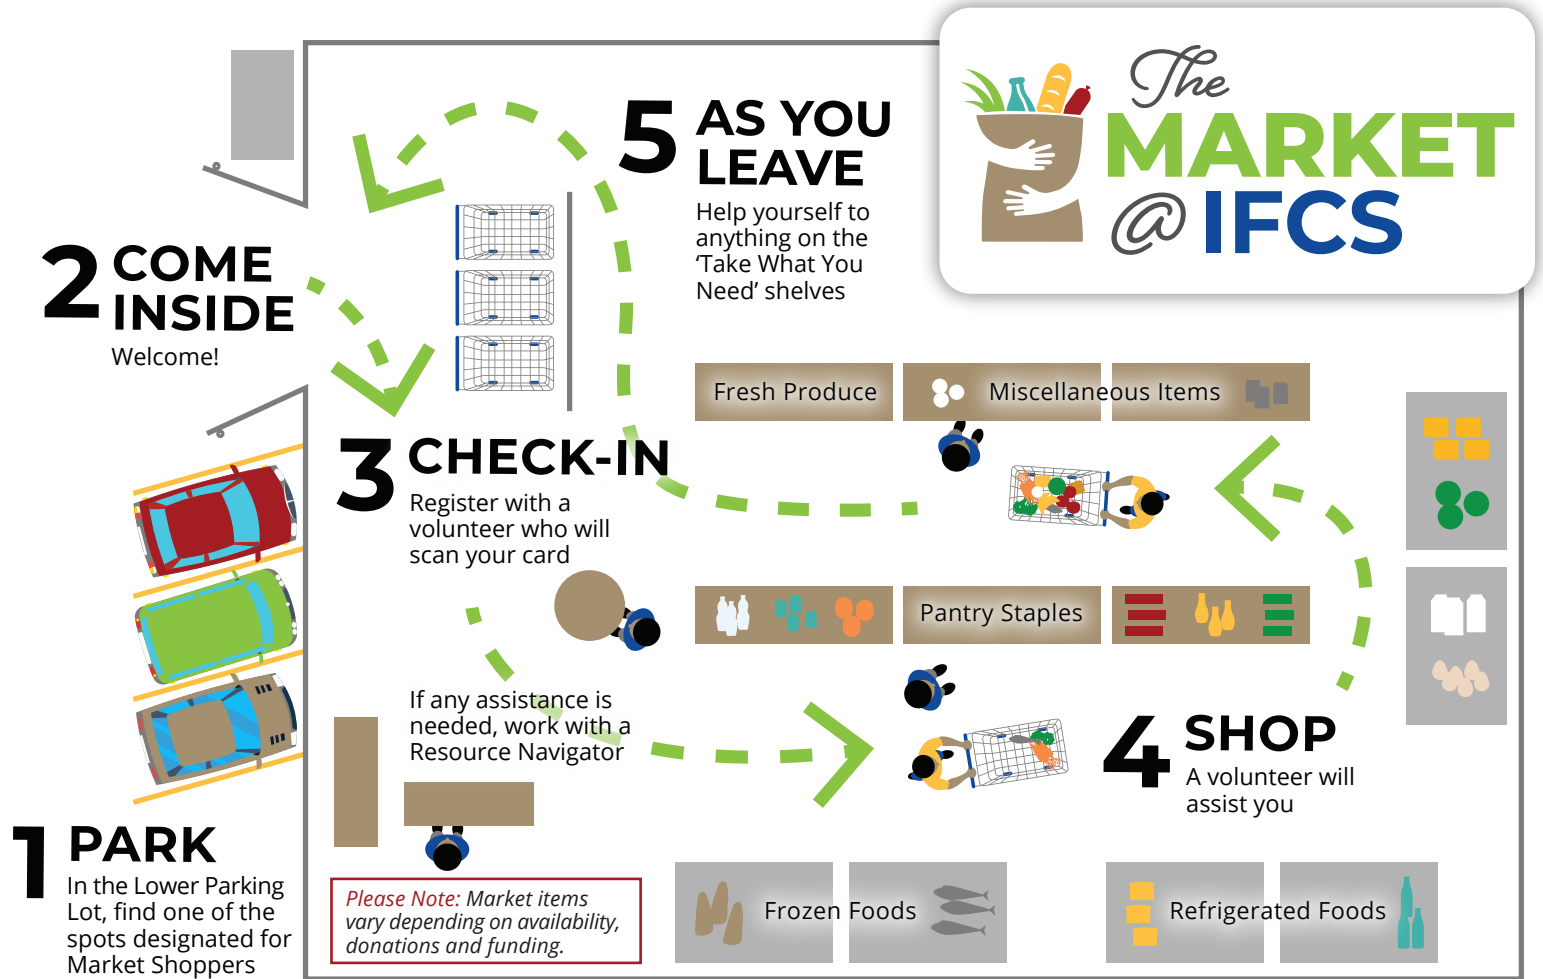 The
MARKET
@ IFCS
1 PARK
In the Lower Parking
Lot, find one of the
spots designated for
Market Shoppers
2 COME
INSIDE
Welcome!
3 CHECK-IN
Register with a
volunteer who will
scan your card
If any assistance is
needed, work with a
Resource Navigator
Please Note: Market items
vary depending on availability,
donations and funding.
4 SHOP
A volunteer will
assist you
5 AS YOU
LEAVE
Help yourself to
anything on the
‘Take What You
Need’ shelves
Fresh Produce
Miscellaneous Items
Pantry Staples
Frozen Foods
Refrigerated Foods